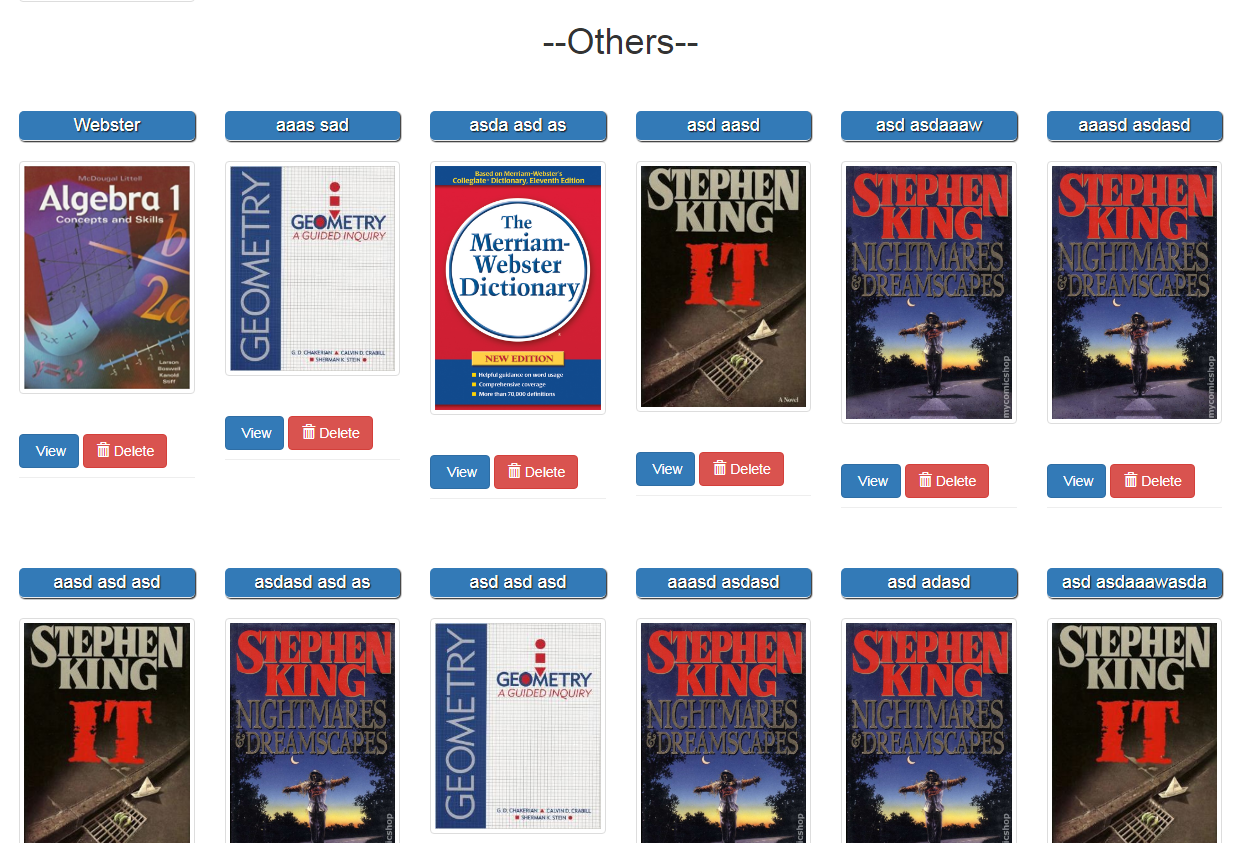 --Others--
Webster
aaas sad
asda asd as
asd aasd
asd asdaaaw
aaasd asdasd
McDougal Littell
Algebra 1
Concepts and Skills
b
2a
2x + 1
Larson
Boswell
Kanold
Stiff
GEOMETRY
GEOMETRY
A GUIDED INQUIRY
G. D. CHAKERIAN ▲ CALVIN D. CRABILL
■ SHERMAN K. STEIN ●
Based on Merriam-Webster's
Collegiate® Dictionary, Eleventh Edition
The
Merriam-
Webster
Dictionary
NEW EDITION
Helpful guidance on word usage
Comprehensive coverage
More than 70,000 definitions
STEPHEN
KING
IT
A Novel
STEPHEN
KING
NIGHTMARES
& DREAMSCAPES
mycomicshop
STEPHEN
KING
NIGHTMARES
& DREAMSCAPES
mycomicshop
View Delete
View Delete
View Delete
View Delete
View Delete
View Delete
aasd asd asd
asdasd asd as
asd asd asd
aaasd asdasd
asd adasd
asd asdaaawasda
STEPHEN
KING
IT
STEPHEN
KING
NIGHTMARES
& DREAMSCAPES
icshop
GEOMETRY
GEOMETRY
A GUIDED INQUIRY
G. D. CHAKERIAN ▲ CALVIN D. CRABILL
■ SHERMAN K. STEIN ●
STEPHEN
KING
NIGHTMARES
& DREAMSCAPES
icshop
STEPHEN
KING
NIGHTMARES
& DREAMSCAPES
icshop
STEPHEN
KING
IT